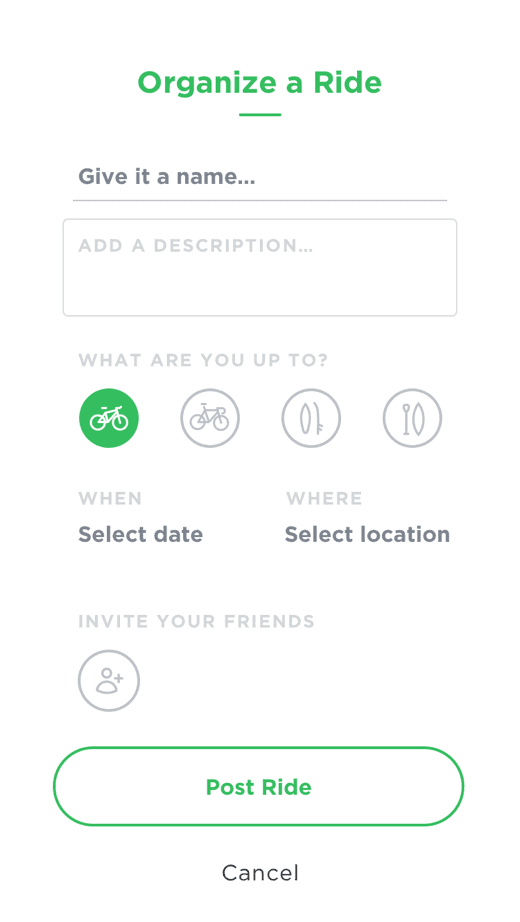 Organize a Ride
Give it a name...
ADD A DESCRIPTION...
WHAT ARE YOU UP TO?
WHEN
WHERE
Select date
Select location
INVITE YOUR FRIENDS
Post Ride
Cancel